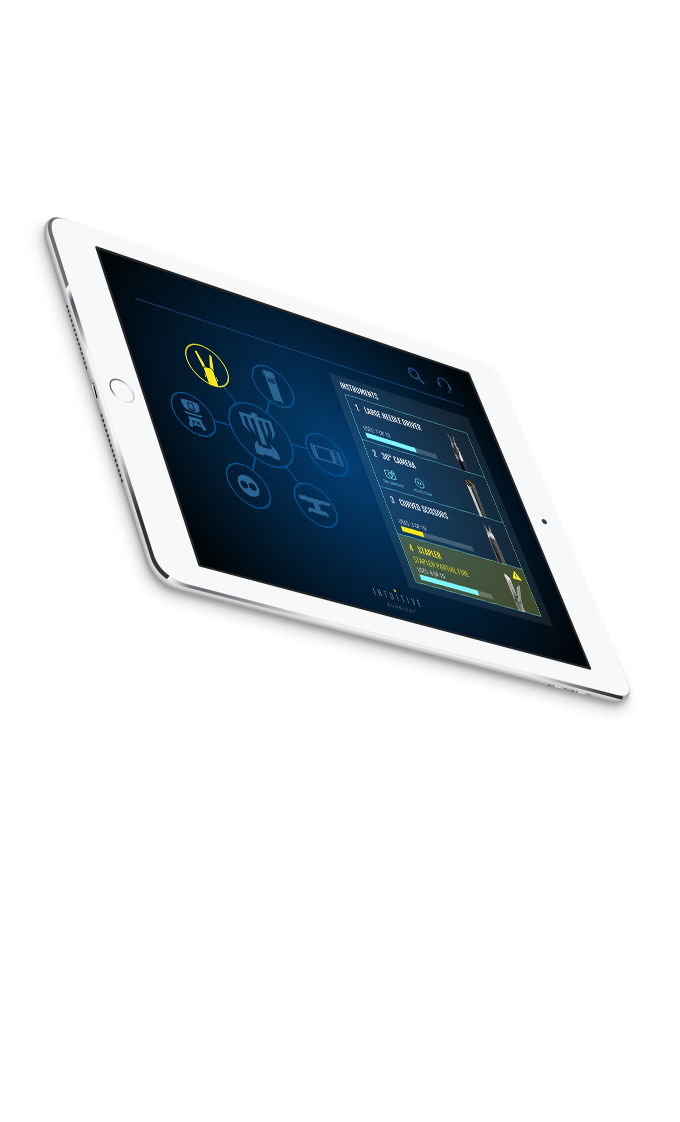 INSTRUMENTS
1 LARGE NEEDLE DRIVER
USES: 7 OF 10
2 30° CAMERA
3 CURVED SCISSORS
USES: 3 OF 10
4 STAPLER
STAPLER PARTIAL FIRE
USES: 8 OF 10
INTUITIVE
SURGICAL